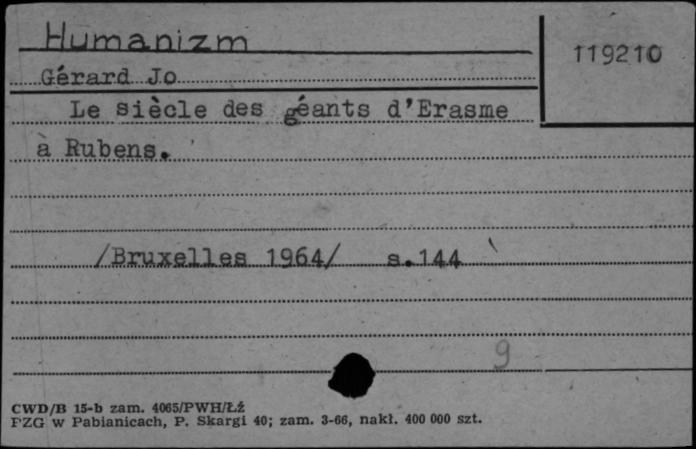 Humanizm
119210
Gérard Jo
Le siècle des géants d'Erasme
à Rubens.
/Bruxelles 1964/ s.144
9
CWD/B 15-b zam. 4065/PWH/Łź
PZG w Pabianicach, P. Skargi 40; zam. 3-66, nakł. 400 000 szt.